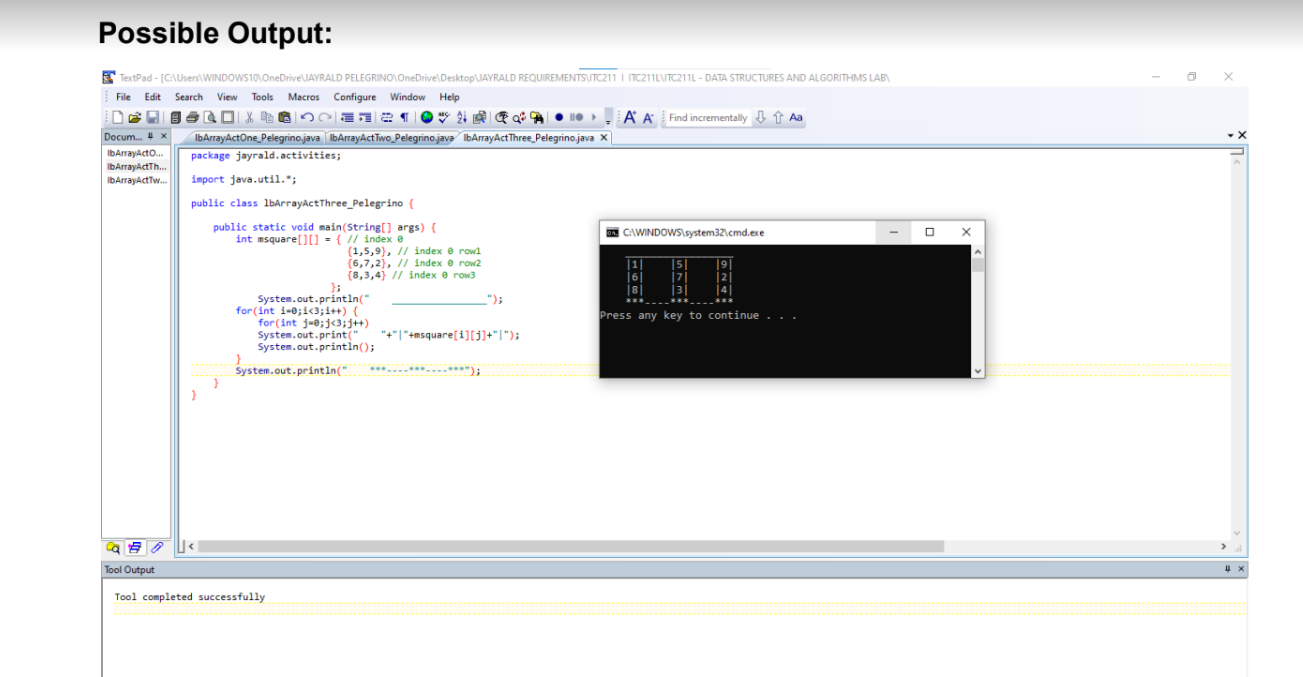 Possible Output:
TextPad - [C:\Users\WINDOWS10\OneDrive\JAYRALD PELEGRINO\OneDrive\Desktop\JAYRALD REQUIREMENTS\ITC211 I ITC211L\ITC211L - DATA STRUCTURES AND ALGORITHMS LAB\
File Edit Search View Tools Macros Configure Window Help
Find incrementally
Docum...
lbArrayActOne_Pelegrino.java lbArrayActTwo_Pelegrino.java lbArrayActThree_Pelegrino.java
lbArrayActO...
lbArrayActTh...
lbArrayActTw...
package jayrald.activities;
import java.util.*;
public class lbArrayActThree_Pelegrino {
public static void main(String[] args) {
int msquare[][] = { // index 0
{1,5,9}, // index 0 row1
{6,7,2}, // index 0 row2
{8,3,4} // index 0 row3
};
System.out.println("    _________________");
for(int i=0;i<3;i++) {
for(int j=0;j<3;j++)
System.out.print("    "+"|"+msquare[i][j]+"|");
System.out.println();
}
System.out.println("    ***----***----***");
}
}
C:\WINDOWS\system32\cmd.exe
_________________
|1|    |5|    |9|
|6|    |7|    |2|
|8|    |3|    |4|
***----***----***
Press any key to continue . . .
Tool Output
Tool completed successfully